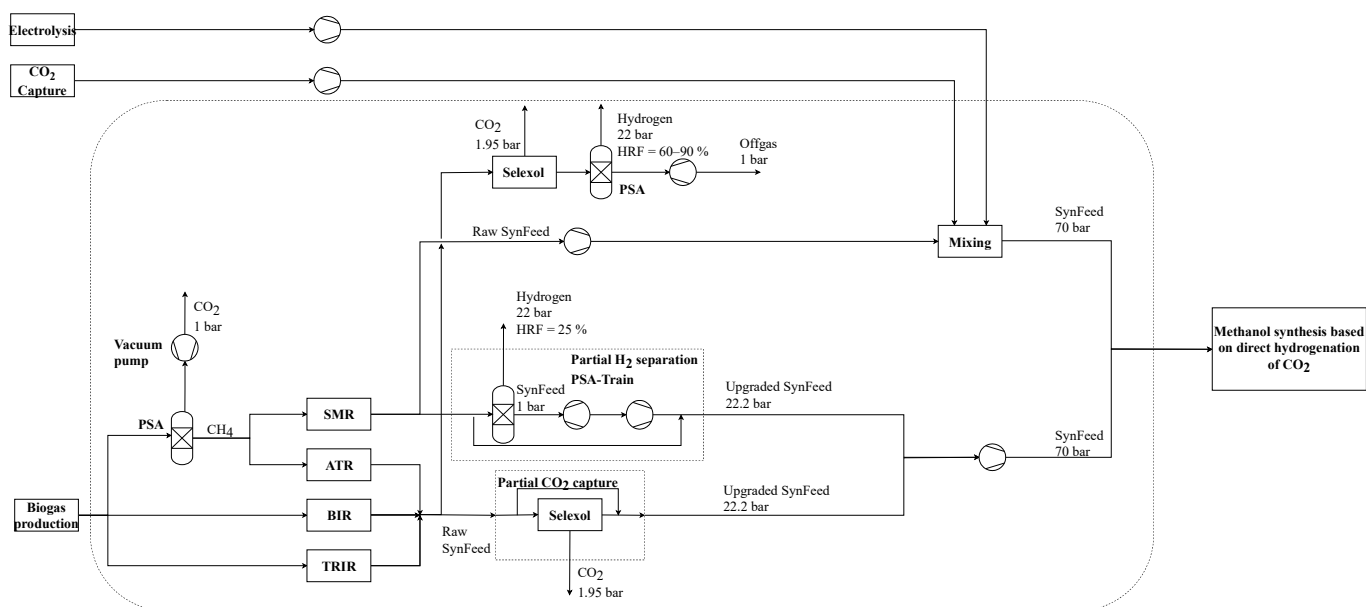 Electrolysis
CO2
Capture
CO2
1.95 bar
Hydrogen
22 bar
HRF = 60–90 %
Offgas
1 bar
Selexol
PSA
Raw SynFeed
Mixing
SynFeed
70 bar
CO2
1 bar
Vacuum
pump
Hydrogen
22 bar
HRF = 25 %
Methanol synthesis based
on direct hydrogenation
of CO2
Partial H2 separation
PSA-Train
SynFeed
1 bar
Upgraded SynFeed
22.2 bar
PSA
CH4
SMR
ATR
SynFeed
70 bar
Partial CO2 capture
Upgraded SynFeed
22.2 bar
Biogas
production
BIR
Selexol
Raw
SynFeed
TRIR
CO2
1.95 bar